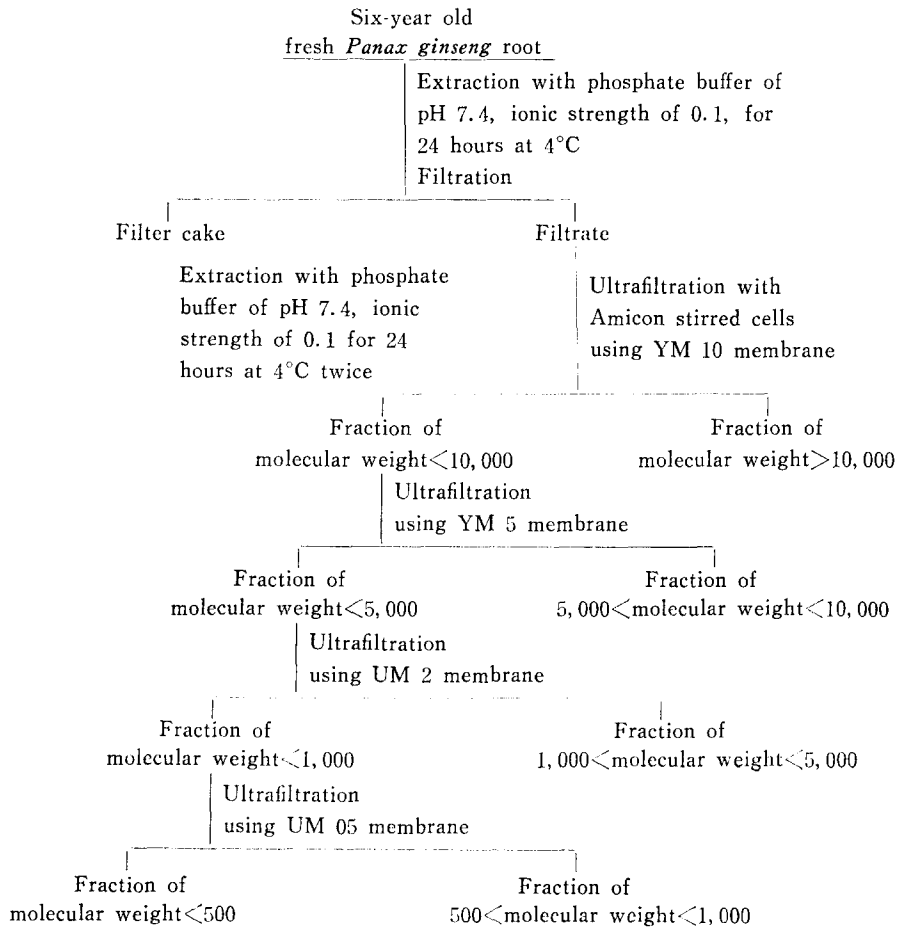 Six-year old
fresh Panax ginseng root
Extraction with phosphate buffer of
pH 7.4, ionic strength of 0.1, for
24 hours at 4°C
Filtration
Filter cake
Filtrate
Extraction with phosphate
buffer of pH 7.4, ionic
strength of 0.1 for 24
hours at 4°C twice
Ultrafiltration with
Amicon stirred cells
using YM 10 membrane
Fraction of
molecular weight<10,000
Fraction of
molecular weight>10,000
Ultrafiltration
using YM 5 membrane
Fraction of
molecular weight<5,000
Fraction of
5,000<molecular weight<10,000
Ultrafiltration
using UM 2 membrane
Fraction of
molecular weight<1,000
Fraction of
1,000<molecular weight<5,000
Ultrafiltration
using UM 05 membrane
Fraction of
molecular weight<500
Fraction of
500<molecular weight<1,000